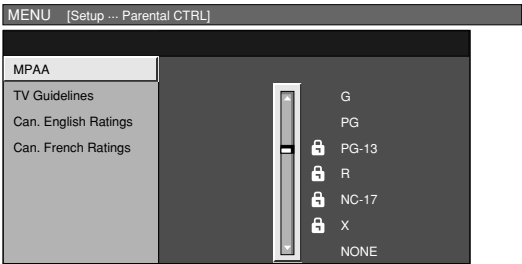 MENU [Setup ··· Parental CTRL]
MPAA
TV Guidelines
Can. English Ratings
Can. French Ratings
G
PG
PG-13
R
NC-17
X
NONE